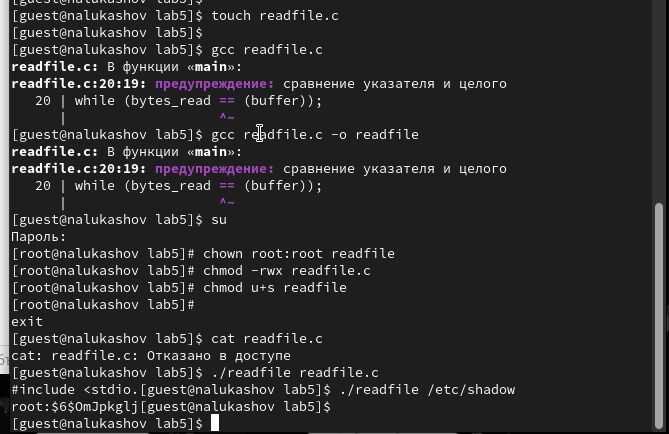 [guest@nalukashov lab5]$ touch readfile.c
[guest@nalukashov lab5]$
[guest@nalukashov lab5]$ gcc readfile.c
readfile.c: В функции «main»:
readfile.c:20:19: предупреждение: сравнение указателя и целого
   20 | while (bytes_read == (buffer));
      |                   ^~
[guest@nalukashov lab5]$ gcc readfile.c -o readfile
readfile.c: В функции «main»:
readfile.c:20:19: предупреждение: сравнение указателя и целого
   20 | while (bytes_read == (buffer));
      |                   ^~
[guest@nalukashov lab5]$ su
Пароль:
[root@nalukashov lab5]# chown root:root readfile
[root@nalukashov lab5]# chmod -rwx readfile.c
[root@nalukashov lab5]# chmod u+s readfile
[root@nalukashov lab5]#
exit
[guest@nalukashov lab5]$ cat readfile.c
cat: readfile.c: Отказано в доступе
[guest@nalukashov lab5]$ ./readfile readfile.c
#include <stdio.[guest@nalukashov lab5]$ ./readfile /etc/shadow
root:$6$OmJpkglj[guest@nalukashov lab5]$
[guest@nalukashov lab5]$